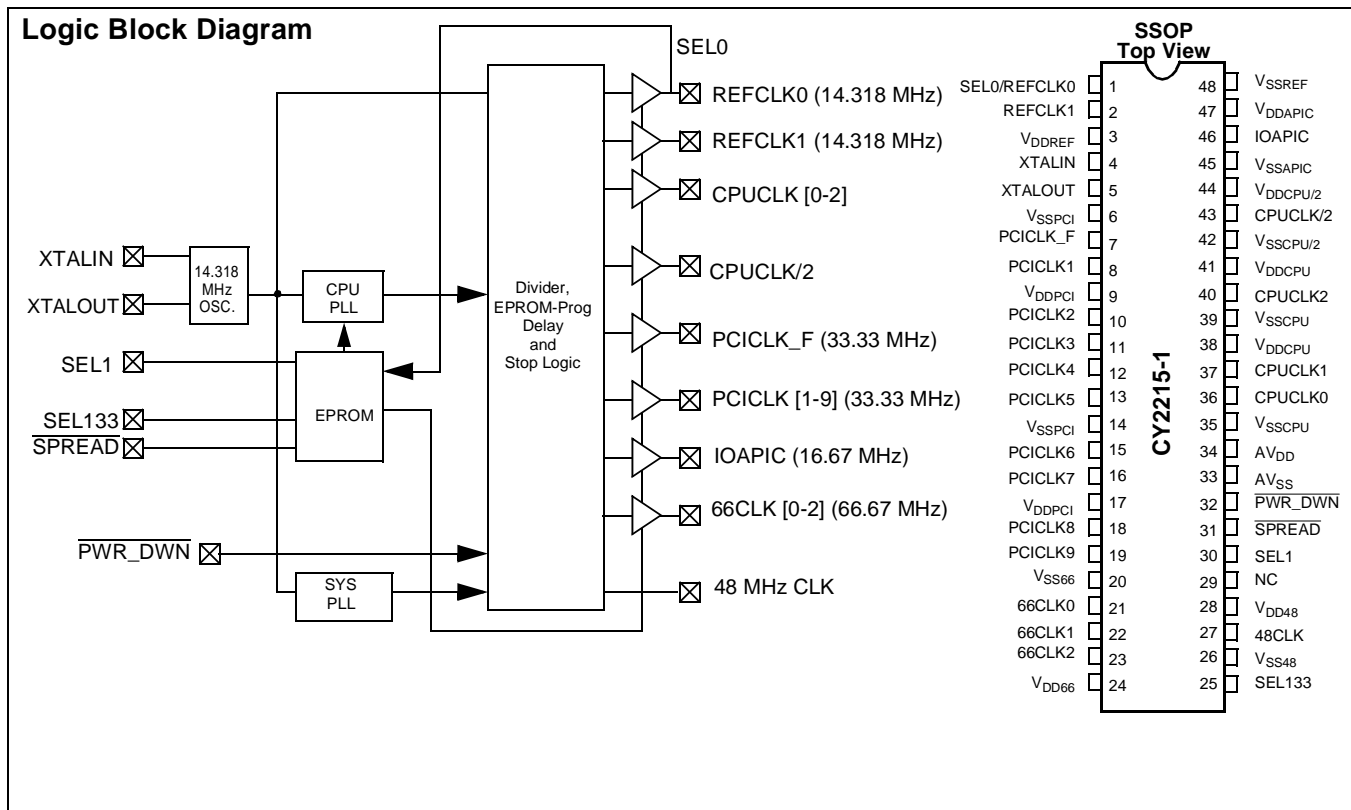 Logic Block Diagram
SEL0
REFCLK0 (14.318 MHz)
REFCLK1 (14.318 MHz)
CPUCLK [0-2]
CPUCLK/2
PCICLK_F (33.33 MHz)
PCICLK [1-9] (33.33 MHz)
IOAPIC (16.67 MHz)
66CLK [0-2] (66.67 MHz)
48 MHz CLK
XTALIN
XTALOUT
SEL1
SEL133
SPREAD
PWR_DWN
14.318
MHz
OSC.
CPU
PLL
EPROM
SYS
PLL
Divider,
EPROM-Prog
Delay
and
Stop Logic
SSOP
Top View
SEL0/REFCLK0 1 48 VSSREF
REFCLK1 2 47 VDDAPIC
VDDREF 3 46 IOAPIC
XTALIN 4 45 VSSAPIC
XTALOUT 5 44 VDDCPU/2
VSSPCI 6 43 CPUCLK/2
PCICLK_F 7 42 VSSCPU/2
PCICLK1 8 41 VDDCPU
VDDPCI 9 40 CPUCLK2
PCICLK2 10 39 VSSCPU
PCICLK3 11 38 VDDCPU
PCICLK4 12 37 CPUCLK1
PCICLK5 13 36 CPUCLK0
VSSPCI 14 35 VSSCPU
PCICLK6 15 34 AVDD
PCICLK7 16 33 AVSS
VDDPCI 17 32 PWR_DWN
PCICLK8 18 31 SPREAD
PCICLK9 19 30 SEL1
VSS66 20 29 NC
66CLK0 21 28 VDD48
66CLK1 22 27 48CLK
66CLK2 23 26 VSS48
VDD66 24 25 SEL133
CY2215-1